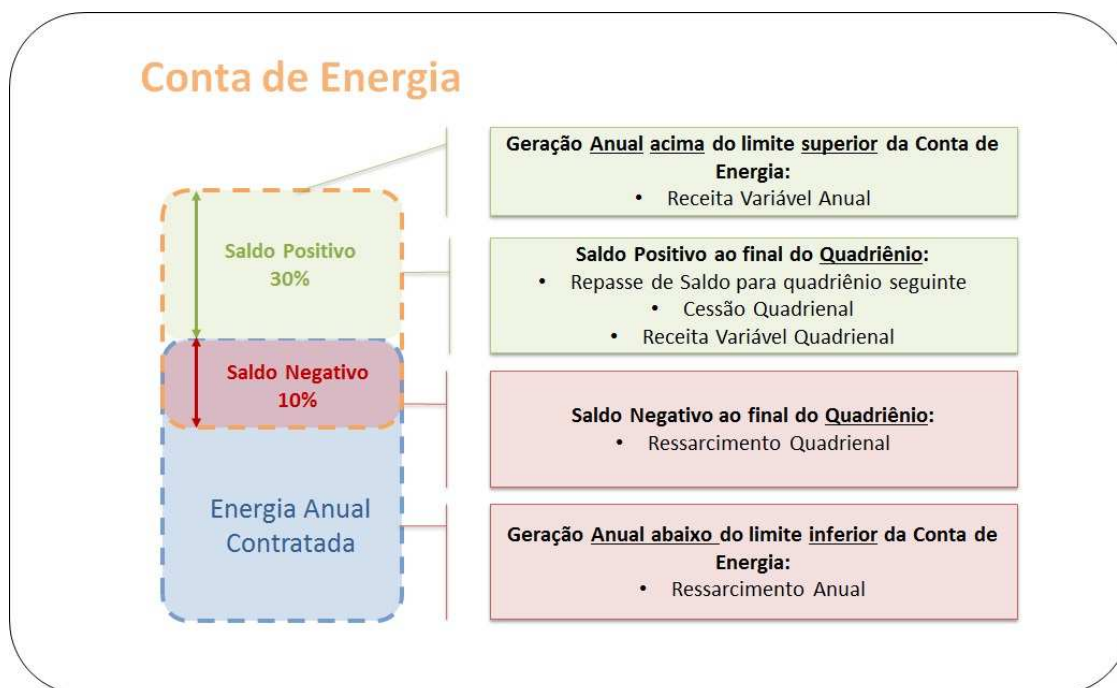 Conta de Energia
Saldo Positivo
30%
Saldo Negativo
10%
Energia Anual
Contratada
Geração Anual acima do limite superior da Conta de
Energia:
• Receita Variável Anual
Saldo Positivo ao final do Quadriênio:
• Repasse de Saldo para quadriênio seguinte
• Cessão Quadrienal
• Receita Variável Quadrienal
Saldo Negativo ao final do Quadriênio:
• Ressarcimento Quadrienal
Geração Anual abaixo do limite inferior da Conta de
Energia:
• Ressarcimento Anual